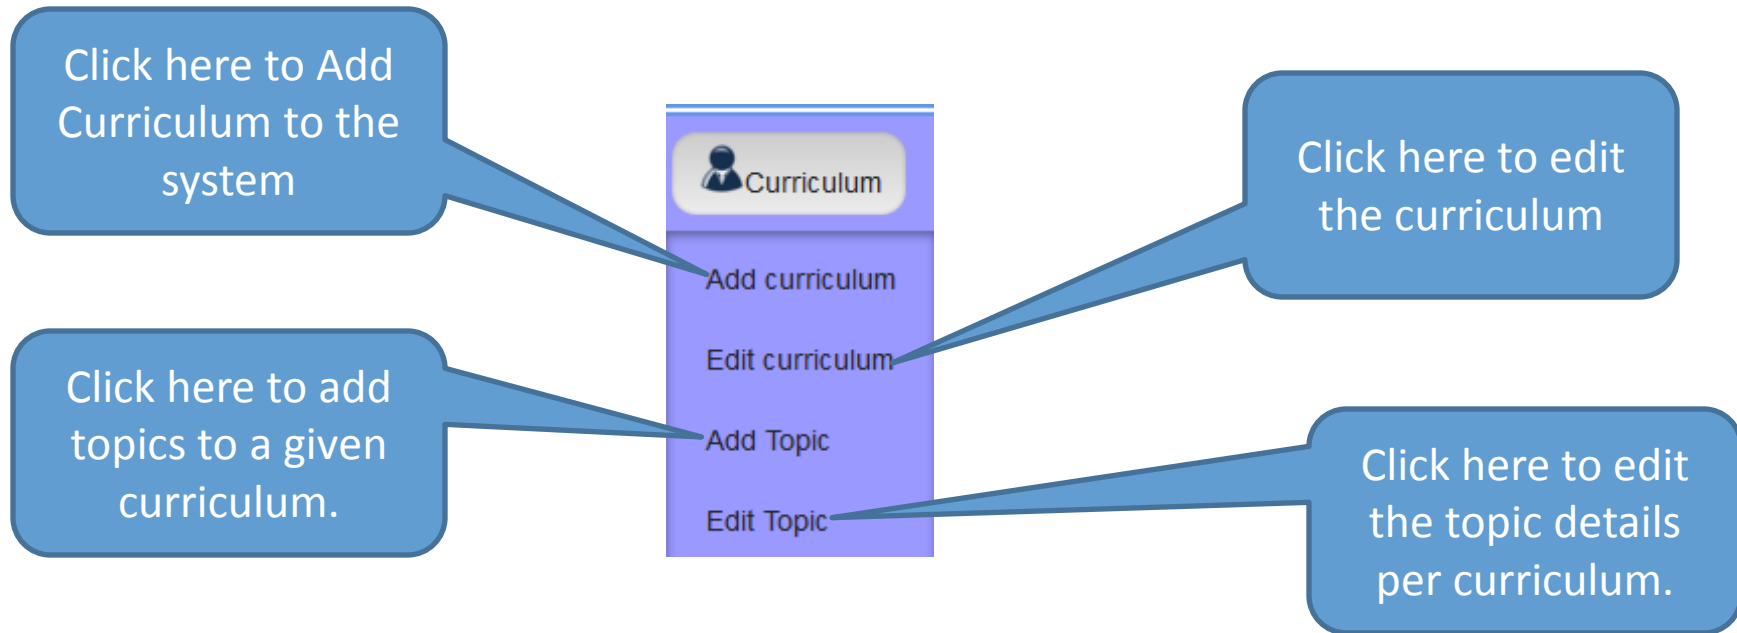 Click here to Add
Curriculum to the
system
Curriculum
Click here to edit
the curriculum
Add curriculum
Edit curriculum
Add Topic
Edit Topic
Click here to add
topics to a given
curriculum.
Click here to edit
the topic details
per curriculum.